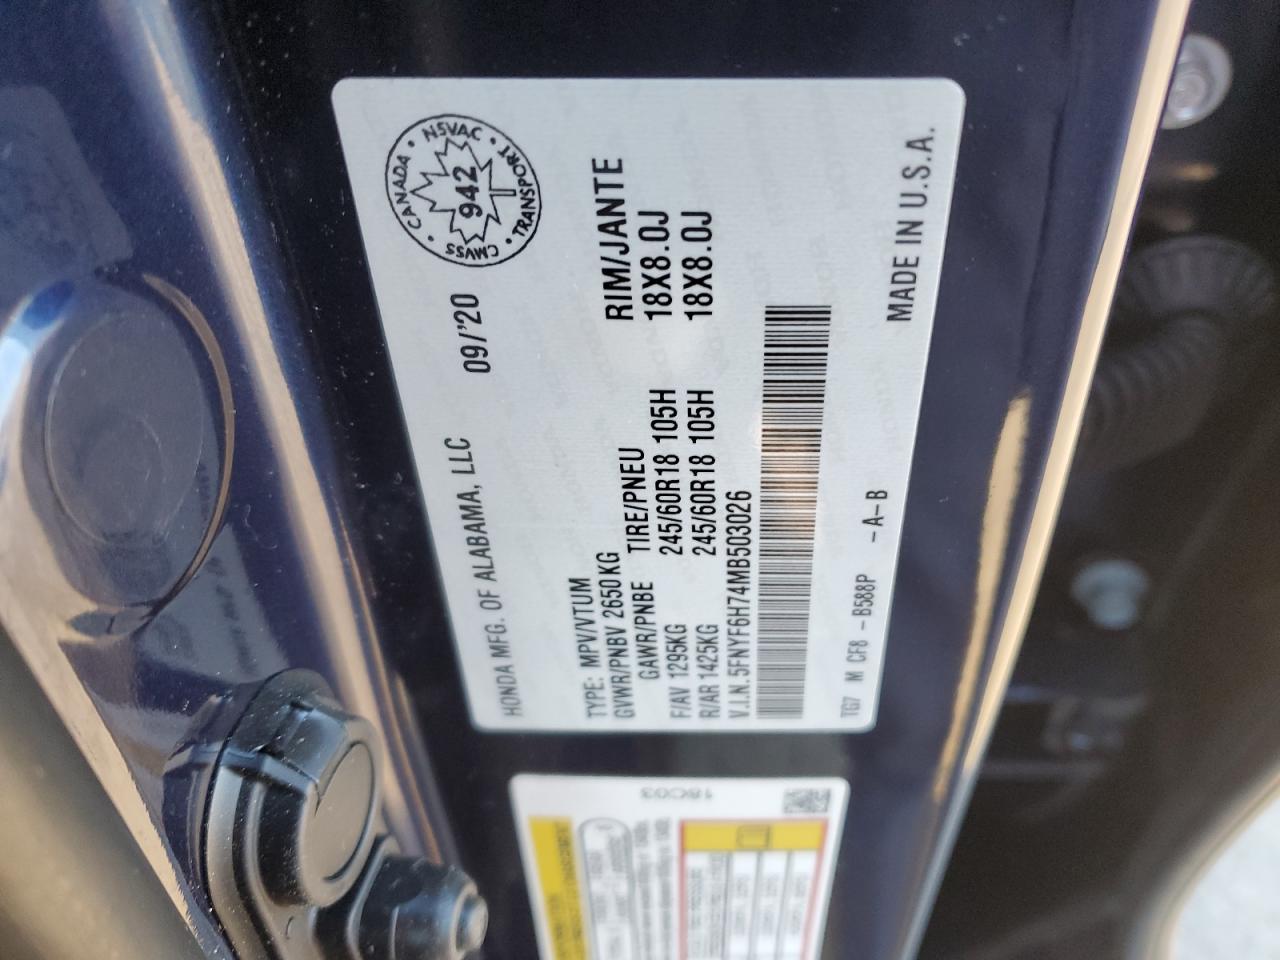 HONDA MFG. OF ALABAMA, LLC 09/'20
CANADA • NSVAC • TRANSPORT • CMVSS •
942
TYPE: MPV/VTUM
GVWR/PNBV 2650KG
GAWR/PNBE TIRE/PNEU RIM/JANTE
F/AV 1295KG 245/60R18 105H 18X8.0J
R/AR 1425KG 245/60R18 105H 18X8.0J
V.I.N. 5FNYF6H74MB503026
TG7 M CF8 -B588P -A-B MADE IN U.S.A.
18C03